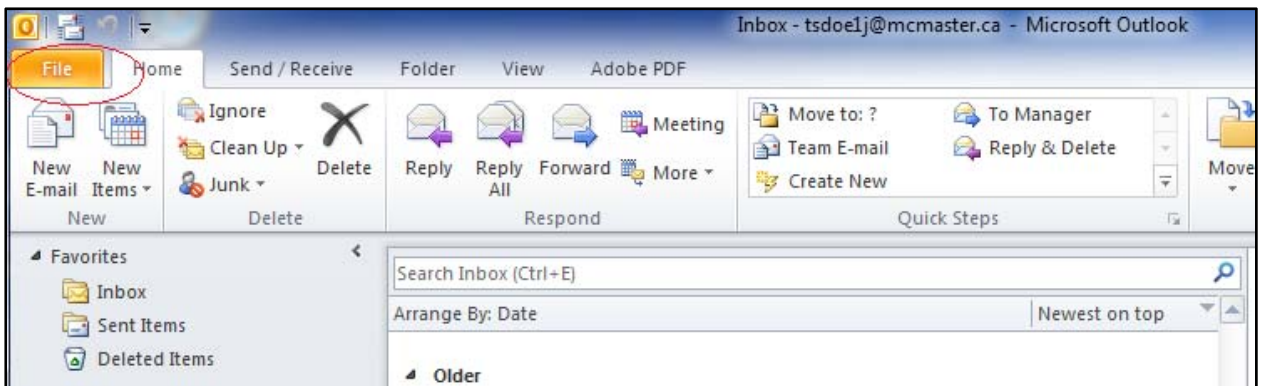 Inbox - tsdoe1j@mcmaster.ca - Microsoft Outlook
File Home Send / Receive Folder View Adobe PDF
New E-mail
New Items
Ignore
Clean Up
Junk
Delete
Reply
Reply All
Forward
Meeting
More
Move to: ?
Team E-mail
Create New
To Manager
Reply & Delete
Move
New Delete Respond Quick Steps
Favorites
Inbox
Sent Items
Deleted Items
Search Inbox (Ctrl+E)
Arrange By: Date Newest on top
Older